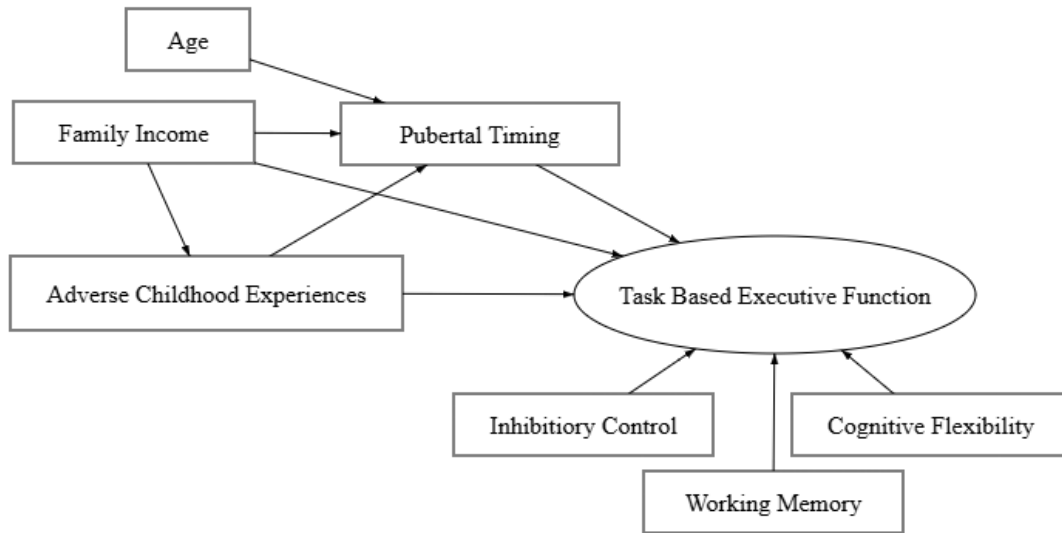 Age
Family Income
Pubertal Timing
Adverse Childhood Experiences
Task Based Executive Function
Inhibitiory Control
Cognitive Flexibility
Working Memory